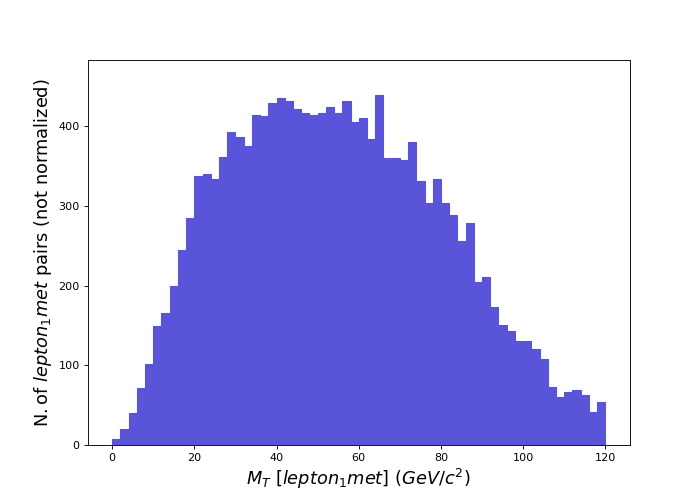 N. of lepton₁met pairs (not normalized)
400
300
200
100
0
0 20 40 60 80 100 120
M_T [lepton₁met] (GeV/c²)